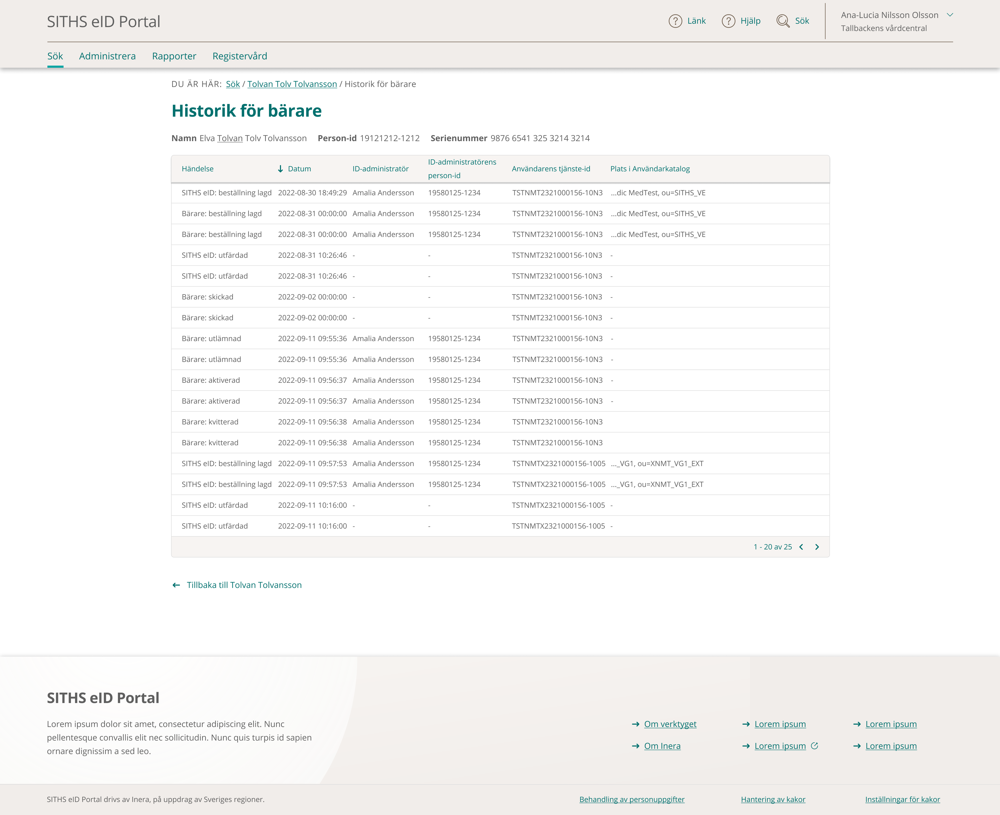 SITHS eID Portal
Länk Hjälp Sök
Ana-Lucia Nilsson Olsson
Tallbackens vårdcentral
Sök Administrera Rapporter Registervård
DU ÄR HÄR: Sök / Tolvan Tolv Tolvansson / Historik för bärare
Historik för bärare
Namn Elva Tolvan Tolv Tolvansson Person-id 19121212-1212 Serienummer 9876 6541 325 3214 3214
Händelse Datum ID-administratör ID-administratörens person-id Användarens tjänste-id Plats i Användarkatalog
SITHS eID: beställning lagd 2022-08-30 18:49:29 Amalia Andersson 19580125-1234 TSTNMT2321000156-10N3 ...dic MedTest, ou=SITHS_VE
Bärare: beställning lagd 2022-08-31 00:00:00 Amalia Andersson 19580125-1234 TSTNMT2321000156-10N3 ...dic MedTest, ou=SITHS_VE
Bärare: beställning lagd 2022-08-31 00:00:00 Amalia Andersson 19580125-1234 TSTNMT2321000156-10N3 ...dic MedTest, ou=SITHS_VE
SITHS eID: utfärdad 2022-08-31 10:26:46 - - TSTNMT2321000156-10N3 -
SITHS eID: utfärdad 2022-08-31 10:26:46 - - TSTNMT2321000156-10N3 -
Bärare: skickad 2022-09-02 00:00:00 - - TSTNMT2321000156-10N3 -
Bärare: skickad 2022-09-02 00:00:00 - - TSTNMT2321000156-10N3 -
Bärare: utlämnad 2022-09-11 09:55:36 Amalia Andersson 19580125-1234 TSTNMT2321000156-10N3 -
Bärare: utlämnad 2022-09-11 09:55:36 Amalia Andersson 19580125-1234 TSTNMT2321000156-10N3 -
Bärare: aktiverad 2022-09-11 09:56:37 Amalia Andersson 19580125-1234 TSTNMT2321000156-10N3 -
Bärare: aktiverad 2022-09-11 09:56:37 Amalia Andersson 19580125-1234 TSTNMT2321000156-10N3 -
Bärare: kvitterad 2022-09-11 09:56:38 Amalia Andersson 19580125-1234 TSTNMT2321000156-10N3
Bärare: kvitterad 2022-09-11 09:56:38 Amalia Andersson 19580125-1234 TSTNMT2321000156-10N3
SITHS eID: beställning lagd 2022-09-11 09:57:53 Amalia Andersson 19580125-1234 TSTNMTX2321000156-1005 ..._VG1, ou=XNMT_VG1_EXT
SITHS eID: beställning lagd 2022-09-11 09:57:53 Amalia Andersson 19580125-1234 TSTNMTX2321000156-1005 ..._VG1, ou=XNMT_VG1_EXT
SITHS eID: utfärdad 2022-09-11 10:16:00 - - TSTNMTX2321000156-1005 -
SITHS eID: utfärdad 2022-09-11 10:16:00 - - TSTNMTX2321000156-1005 -
1 - 20 av 25
Tillbaka till Tolvan Tolvansson
SITHS eID Portal
Lorem ipsum dolor sit amet, consectetur adipiscing elit. Nunc
pellentesque convallis elit nec sollicitudin. Nunc quis turpis id sapien
ornare dignissim a sed leo.
Om verktyget Lorem ipsum Lorem ipsum
Om Inera Lorem ipsum Lorem ipsum
SITHS eID Portal drivs av Inera, på uppdrag av Sveriges regioner.
Behandling av personuppgifter Hantering av kakor Inställningar för kakor